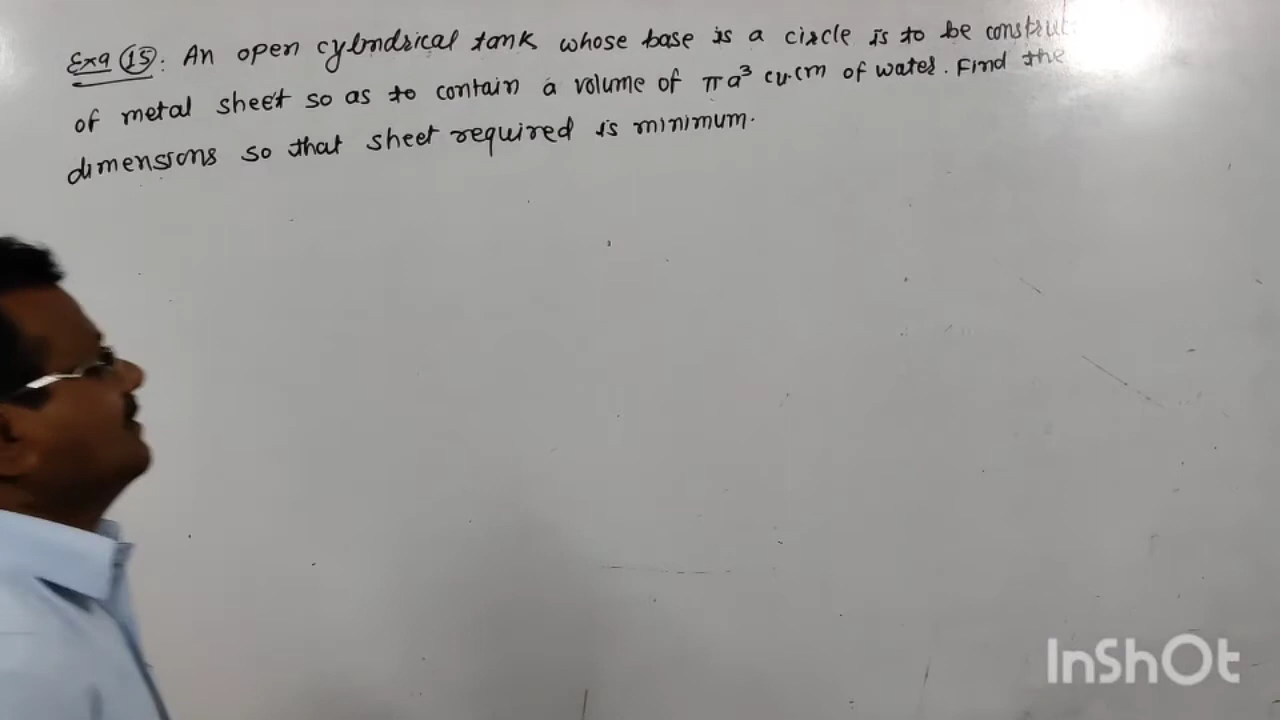 Exa (15): An open cylindrical tank whose base is a circle is to be construc
of metal sheet so as to contain a volume of πa³ cu.cm of water. Find the
dimensions so that sheet required is minimum.
InShOt